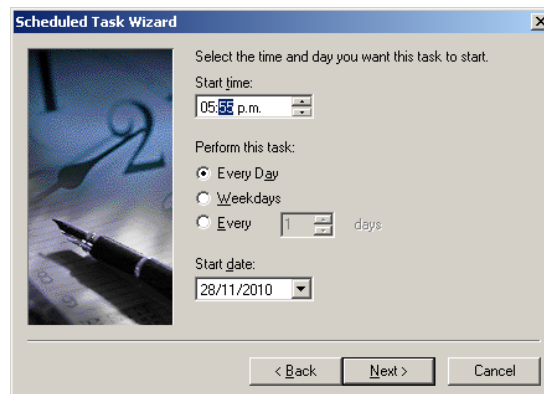 Scheduled Task Wizard
Select the time and day you want this task to start.
Start time:
05:55 p.m.
Perform this task:
Every Day
Weekdays
Every 1 days
Start date:
28/11/2010
< Back Next > Cancel